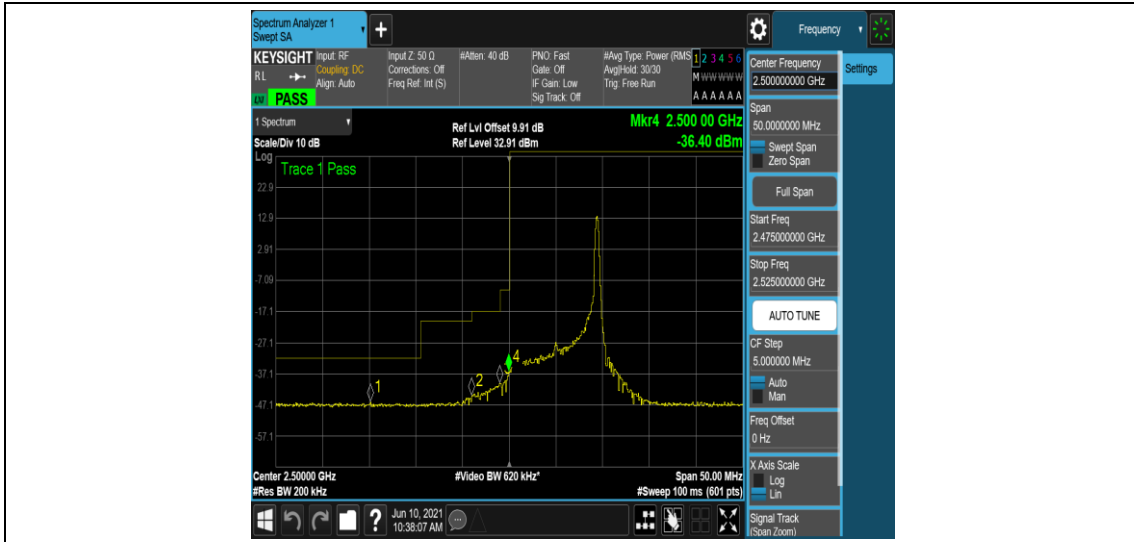 Spectrum Analyzer 1
Swept SA
+
Frequency
KEYSIGHT
RL
PASS
Input: RF
Coupling: DC
Align: Auto
Input Z: 50 Ω
Corrections: Off
Freq Ref: Int (S)
#Atten: 40 dB
PNO: Fast
Gate: Off
IF Gain: Low
Sig Track: Off
#Avg Type: Power (RMS
Avg|Hold: 30/30
Trig: Free Run
1 2 3 4 5 6
M W W W W W
A A A A A A
1 Spectrum
Scale/Div 10 dB
Ref Lvl Offset 9.91 dB
Ref Level 32.91 dBm
Mkr4 2.500 00 GHz
-36.40 dBm
Log
Trace 1 Pass
22.9
12.9
2.91
-7.09
-17.1
-27.1
-37.1
-47.1
-57.1
1
2
3
4
Center 2.50000 GHz
#Res BW 200 kHz
#Video BW 620 kHz*
Span 50.00 MHz
#Sweep 100 ms (601 pts)
Jun 10, 2021
10:38:07 AM
?
Center Frequency
2.500000000 GHz
Settings
Span
50.0000000 MHz
Swept Span
Zero Span
Full Span
Start Freq
2.475000000 GHz
Stop Freq
2.525000000 GHz
AUTO TUNE
CF Step
5.000000 MHz
Auto
Man
Freq Offset
0 Hz
X Axis Scale
Log
Lin
Signal Track
(Span Zoom)